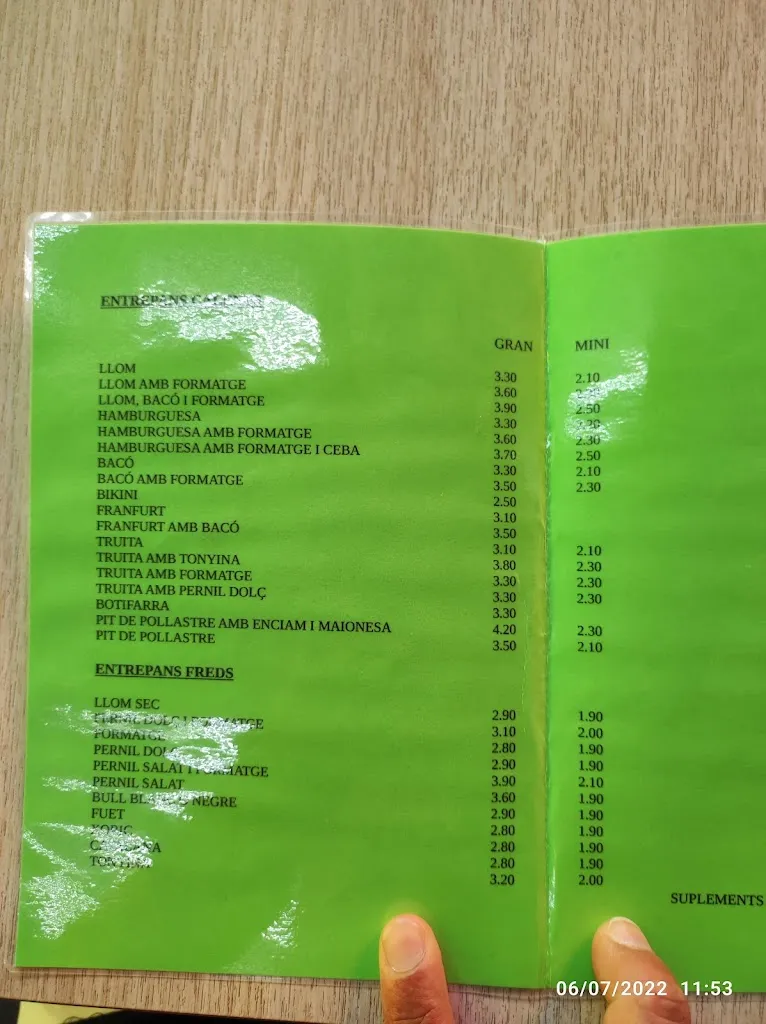 ENTREPANS
GRAN MINI
LLOM 3.30 2.10
LLOM AMB FORMATGE 3.60
LLOM, BACÓ I FORMATGE 3.90 2.50
HAMBURGUESA 3.30
HAMBURGUESA AMB FORMATGE 3.60 2.30
HAMBURGUESA AMB FORMATGE I CEBA 3.70 2.50
BACÓ 3.30 2.10
BACÓ AMB FORMATGE 3.50 2.30
BIKINI 2.50
FRANFURT 3.10
FRANFURT AMB BACÓ 3.50
TRUITA 3.10 2.10
TRUITA AMB TONYINA 3.80 2.30
TRUITA AMB FORMATGE 3.30 2.30
TRUITA AMB PERNIL DOLÇ 3.30 2.30
BOTIFARRA 3.30
PIT DE POLLASTRE AMB ENCIAM I MAIONESA 4.20 2.30
PIT DE POLLASTRE 3.50 2.10
ENTREPANS FREDS
LLOM SEC 2.90 1.90
PERNIL DOLÇ I FORMATGE 3.10 2.00
FORMATGE 2.80 1.90
PERNIL DOLÇ 2.90 1.90
PERNIL SALAT I FORMATGE 3.90 2.10
PERNIL SALAT 3.60 1.90
BULL BLANC O NEGRE 2.90 1.90
FUET 2.80 1.90
2.80 1.90
2.80 1.90
3.20 2.00
SUPLEMENTS
06/07/2022 11:53